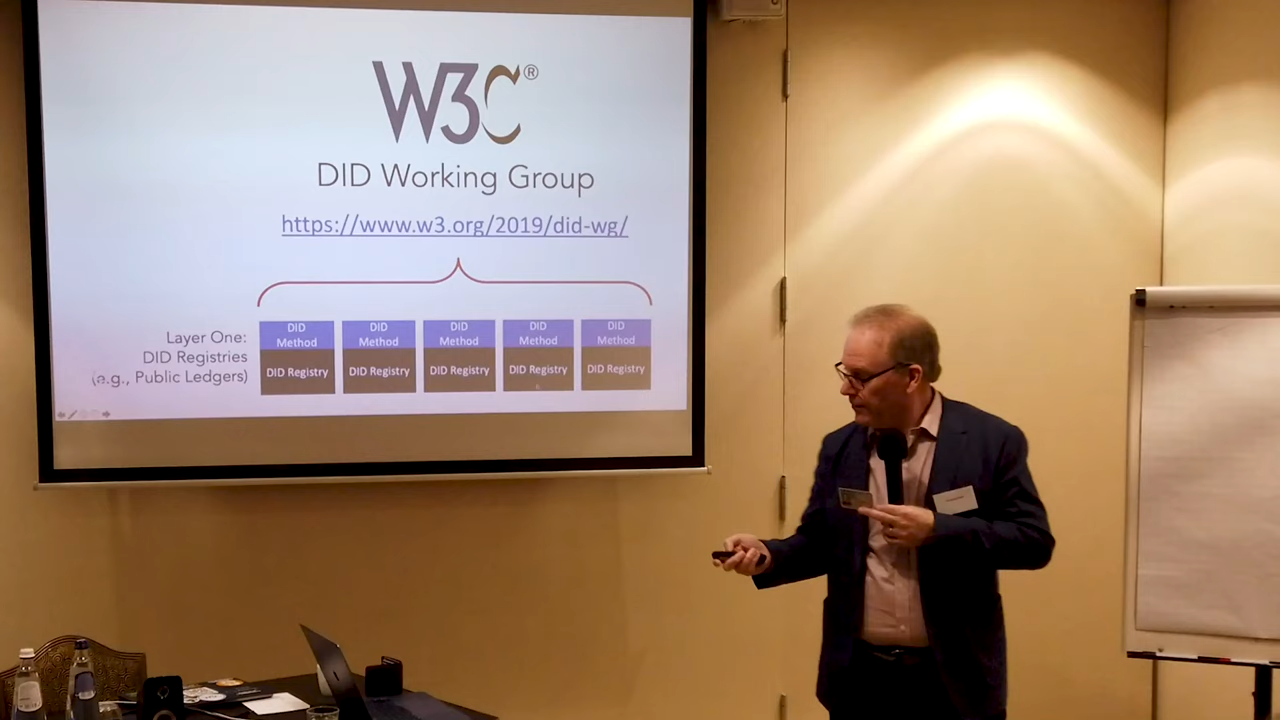 W3C®
DID Working Group
https://www.w3.org/2019/did-wg/
Layer One:
DID Registries
(e.g., Public Ledgers)
DID Method
DID Registry
DID Method
DID Registry
DID Method
DID Registry
DID Method
DID Registry
DID Method
DID Registry